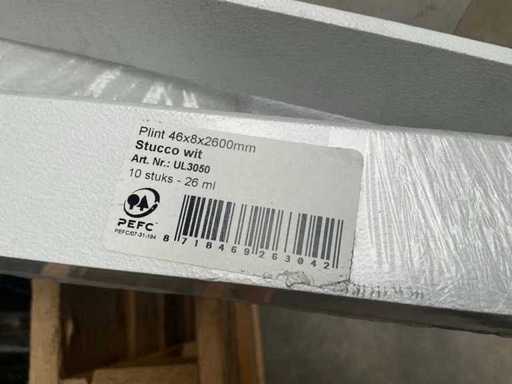 Plint 46x8x2600mm
Stucco wit
Art. Nr.: UL3050
10 stuks - 26 ml
PEFC
PEFC/07-31-194
8 718469 263042